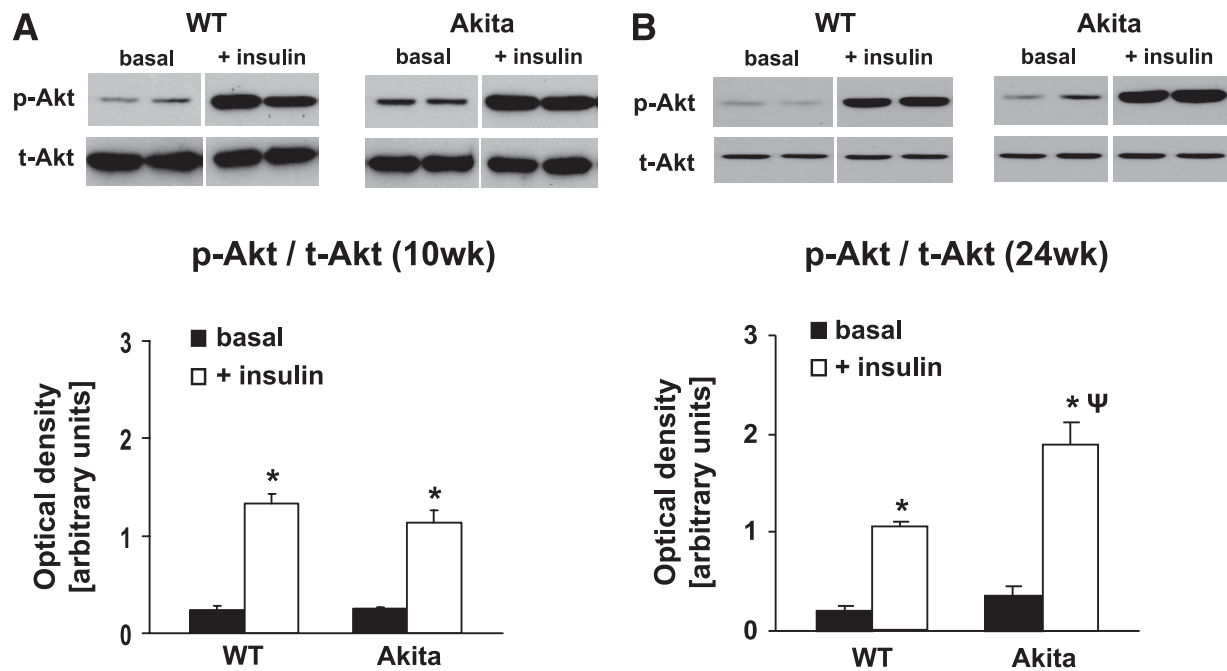 A
WT
Akita
basal
+ insulin
basal
+ insulin
p-Akt
t-Akt
p-Akt / t-Akt (10wk)
basal
+ insulin
Optical density
[arbitrary units]
3
2
1
0
*
*
WT
Akita
B
WT
Akita
basal
+ insulin
basal
+ insulin
p-Akt
t-Akt
p-Akt / t-Akt (24wk)
basal
+ insulin
Optical density
[arbitrary units]
3
2
1
0
*
* Ψ
WT
Akita